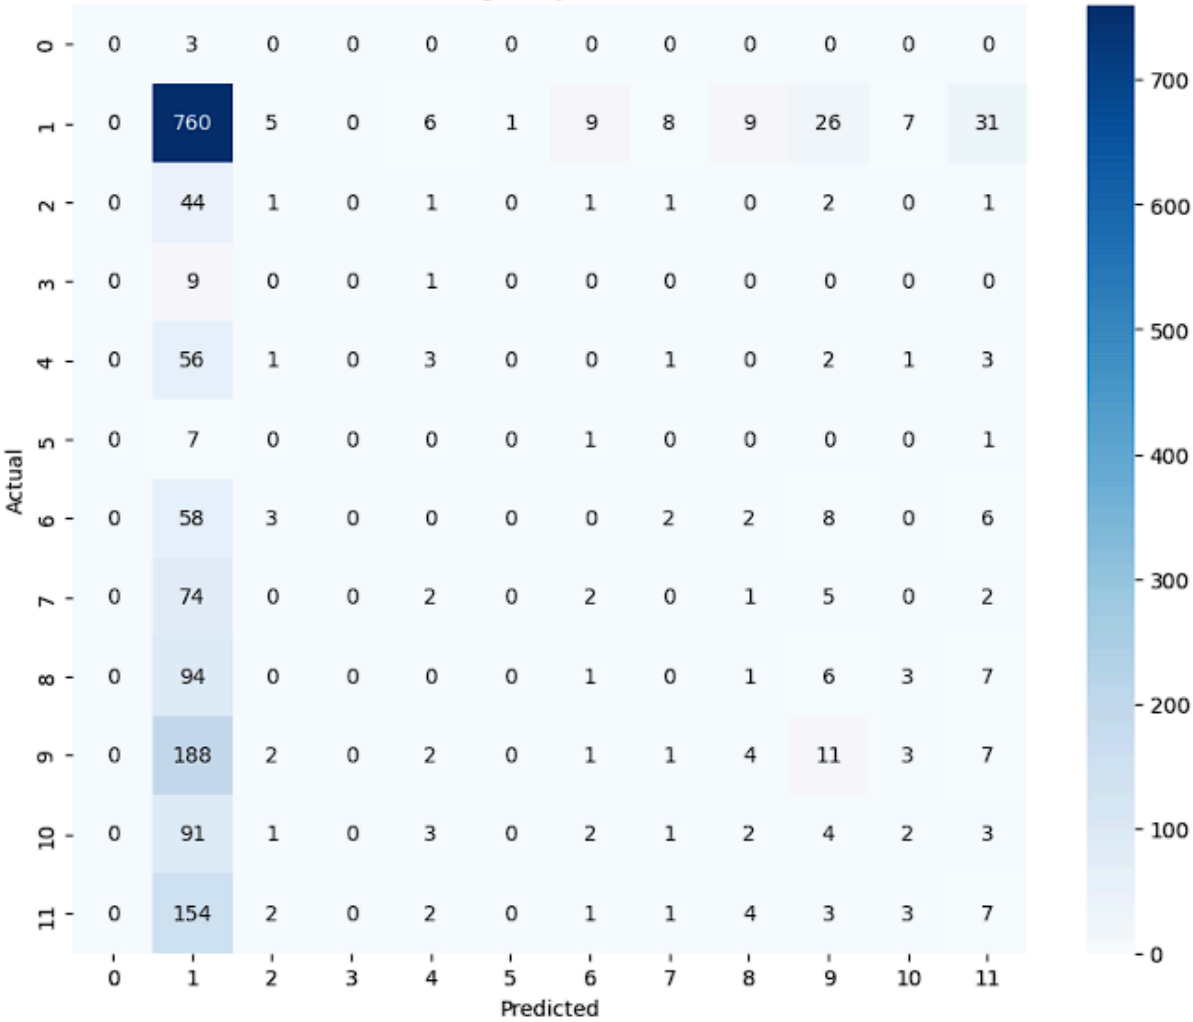 0 0 3 0 0 0 0 0 0 0 0 0 0
1 0 760 5 0 6 1 9 8 9 26 7 31
2 0 44 1 0 1 0 1 1 0 2 0 1
3 0 9 0 0 1 0 0 0 0 0 0 0
4 0 56 1 0 3 0 0 1 0 2 1 3
5 0 7 0 0 0 0 1 0 0 0 0 1
6 0 58 3 0 0 0 0 2 2 8 0 6
7 0 74 0 0 2 0 2 0 1 5 0 2
8 0 94 0 0 0 0 1 0 1 6 3 7
9 0 188 2 0 2 0 1 1 4 11 3 7
10 0 91 1 0 3 0 2 1 2 4 2 3
11 0 154 2 0 2 0 1 1 4 3 3 7
0 1 2 3 4 5 6 7 8 9 10 11
Predicted
Actual
700
600
500
400
300
200
100
0